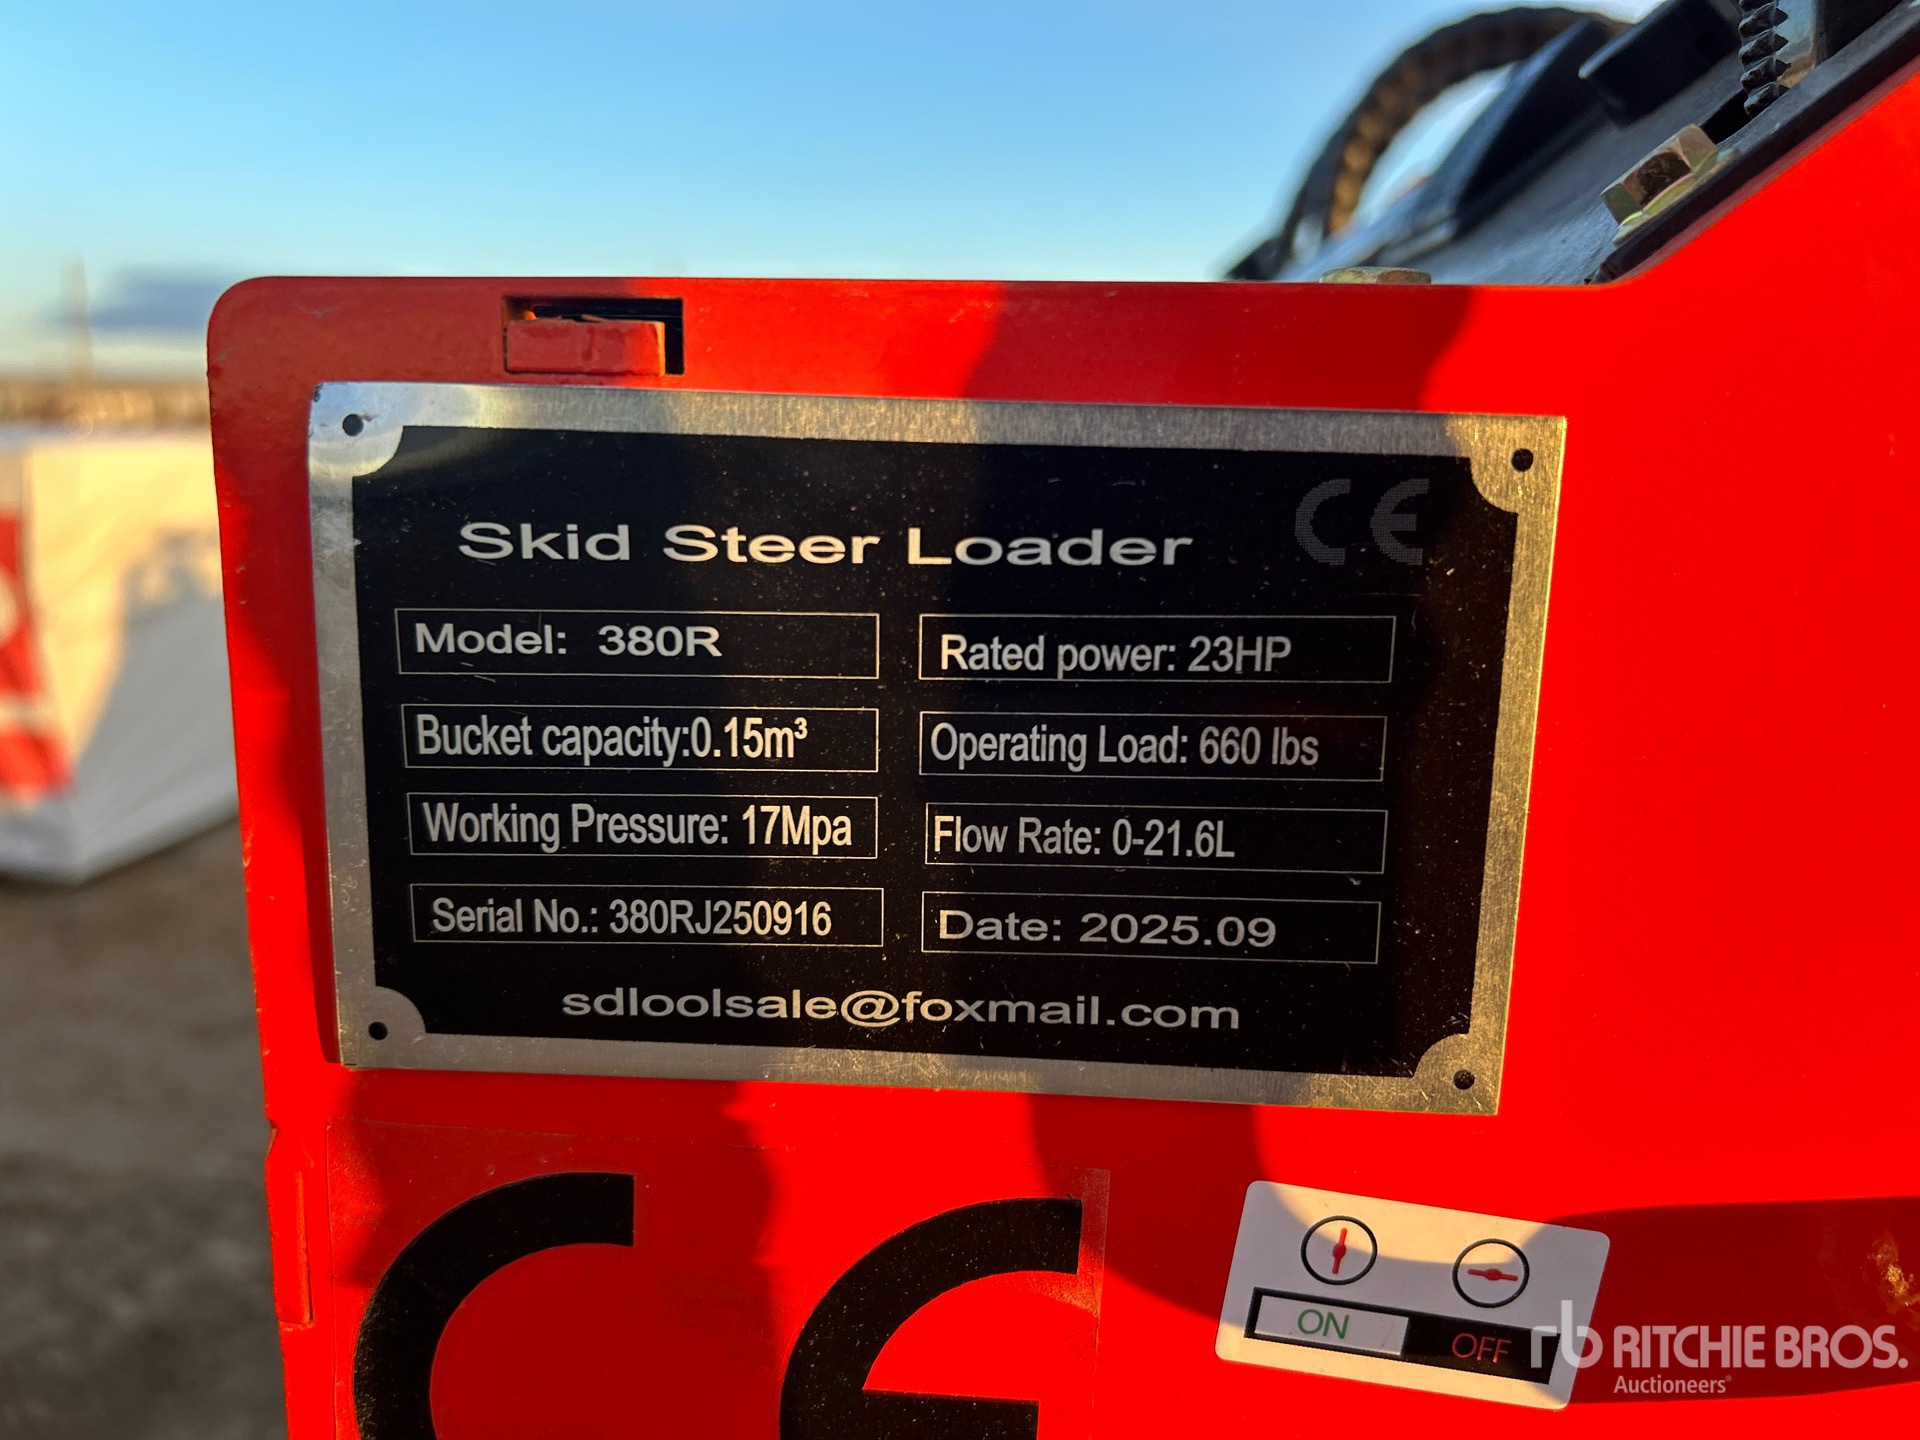 CE
Skid Steer Loader
Model: 380R
Rated power: 23HP
Bucket capacity:0.15m³
Operating Load: 660 lbs
Working Pressure: 17Mpa
Flow Rate: 0-21.6L
Serial No.: 380RJ250916
Date: 2025.09
sdloolsale@foxmail.com
CE
ON OFF
rb RITCHIE BROS.
Auctioneers®